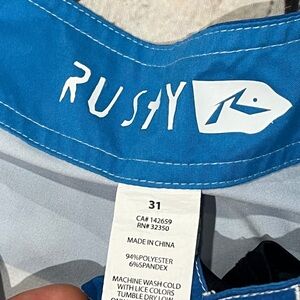 RUSTY
31
CA# 142659
RN# 32350
MADE IN CHINA
94%POLYESTER
6%SPANDEX
MACHINE WASH COLD
WITH LICE COLORS
TUMBLE DRY LOW